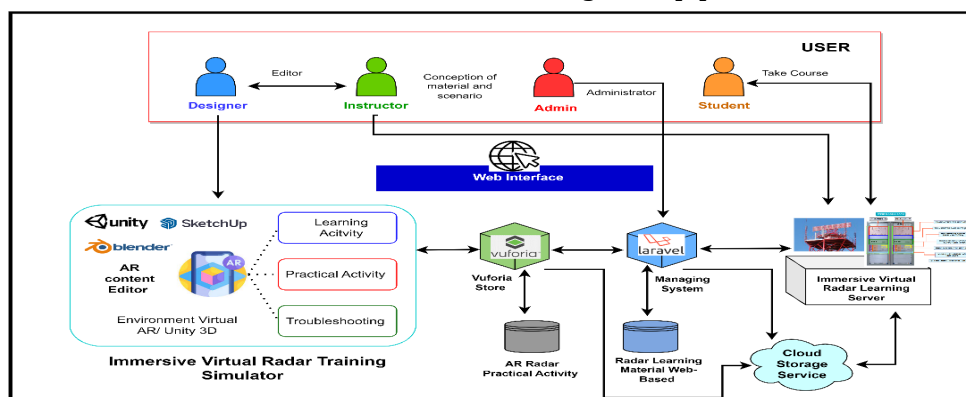 USER
Editor
Conception of
material and
scenario
Administrator
Take Course
Designer
Instructor
Admin
Student
Web Interface
unity
SketchUp
blender
AR
AR
content
Editor
Environment Virtual
AR/ Unity 3D
Learning
Acitvity
Practical Activity
Troubleshooting
Immersive Virtual Radar Training
Simulator
vuforia
Vuforia
Store
laravel
Managing
System
Immersive Virtual
Radar Learning
Server
AR Radar
Practical Activity
Radar Learning
Material Web-
Based
Cloud
Storage
Service